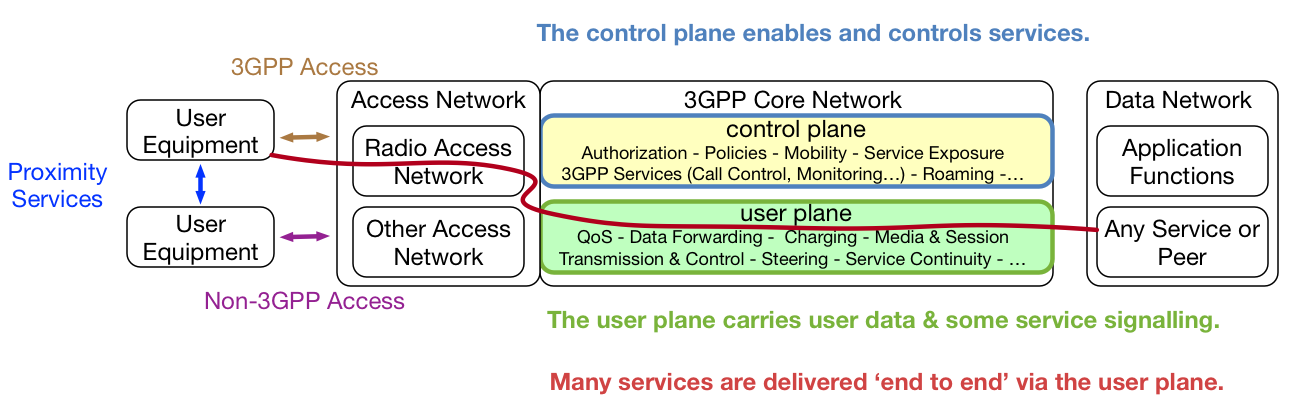 The control plane enables and controls services.
3GPP Access
Access Network
3GPP Core Network
Data Network
User
Equipment
Radio Access
Network
control plane
Authorization - Policies - Mobility - Service Exposure
3GPP Services (Call Control, Monitoring…) - Roaming -…
Application
Functions
Proximity
Services
User
Equipment
Other Access
Network
user plane
QoS - Data Forwarding -  Charging - Media & Session
Transmission & Control - Steering - Service Continuity - …
Any Service or
Peer
Non-3GPP Access
The user plane carries user data & some service signalling.
Many services are delivered ‘end to end’ via the user plane.